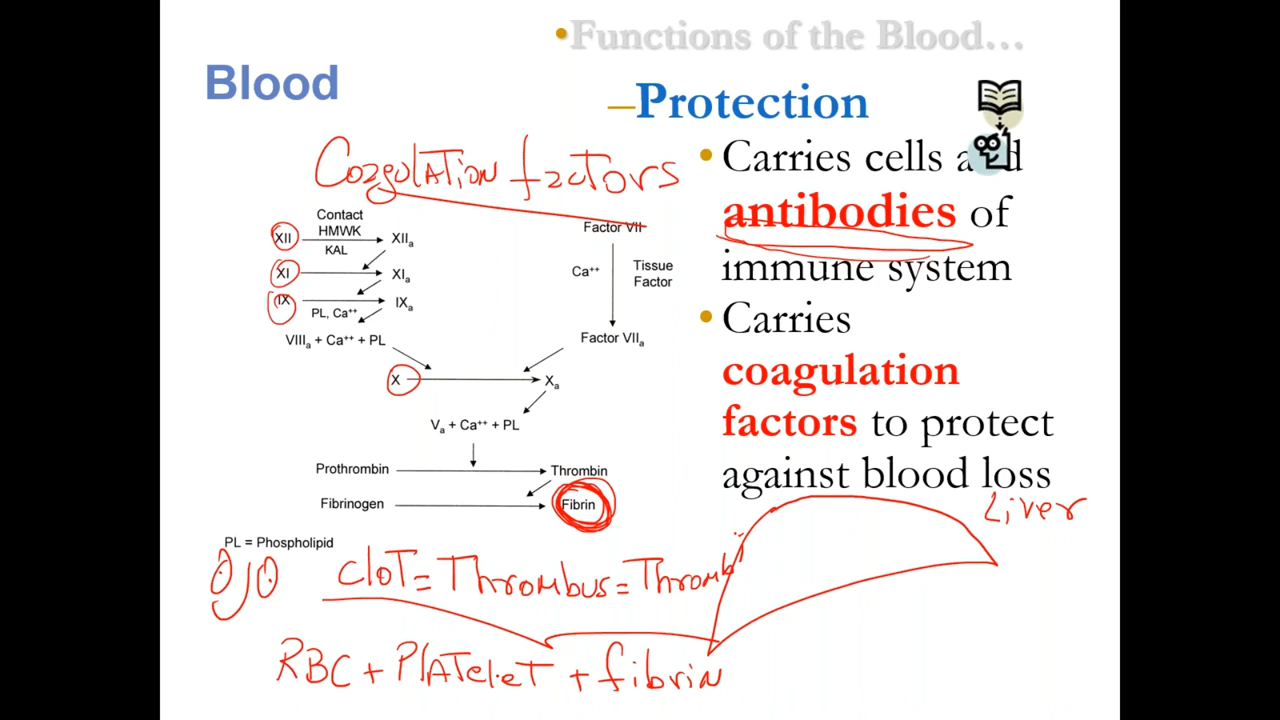 •Functions of the Blood…
Blood
–Protection
• Carries cells and
antibodies of
immune system
• Carries
coagulation
factors to protect
against blood loss
Coagulation factors
Contact
HMWK
XII
KAL
XIIa
XI
XIa
IX
PL, Ca++
IXa
VIIIa + Ca++ + PL
Factor VII
Ca++
Tissue
Factor
Factor VIIa
X
Xa
Va + Ca++ + PL
Prothrombin
Thrombin
Fibrinogen
Fibrin
PL = Phospholipid
Liver
OJO
CLOT = Thrombus = Thrombi
RBC + PLATeLeT + fibrin